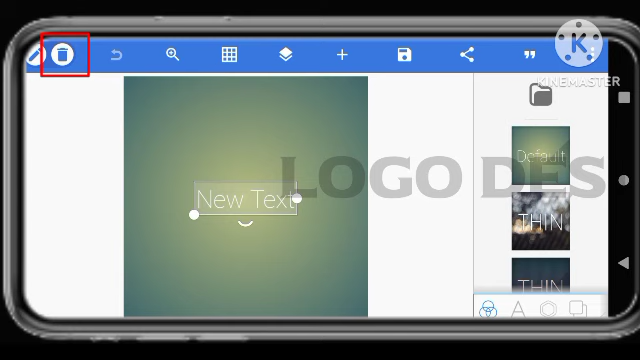 KINEMASTER
New Text
LOGO DES
Default
THIN
THIN